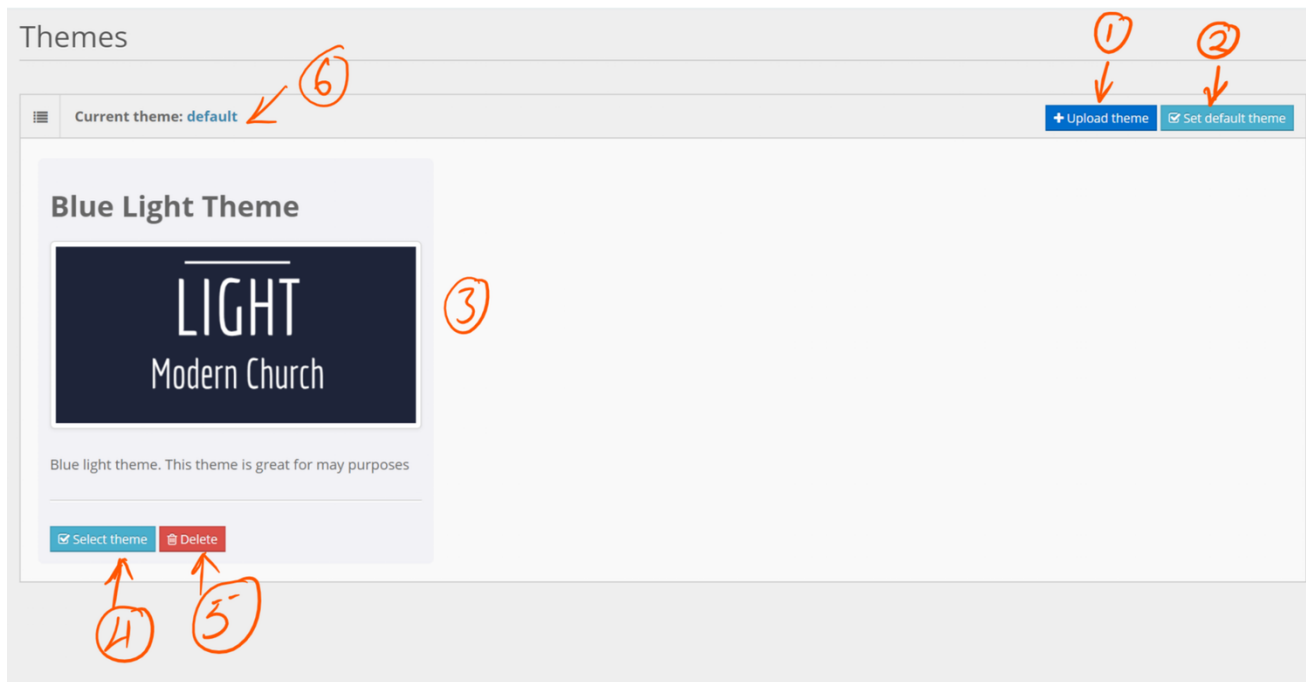 Themes
1
2
6
Current theme: default
Upload theme
Set default theme
Blue Light Theme
LIGHT
Modern Church
3
Blue light theme. This theme is great for may purposes
Select theme
Delete
4
5